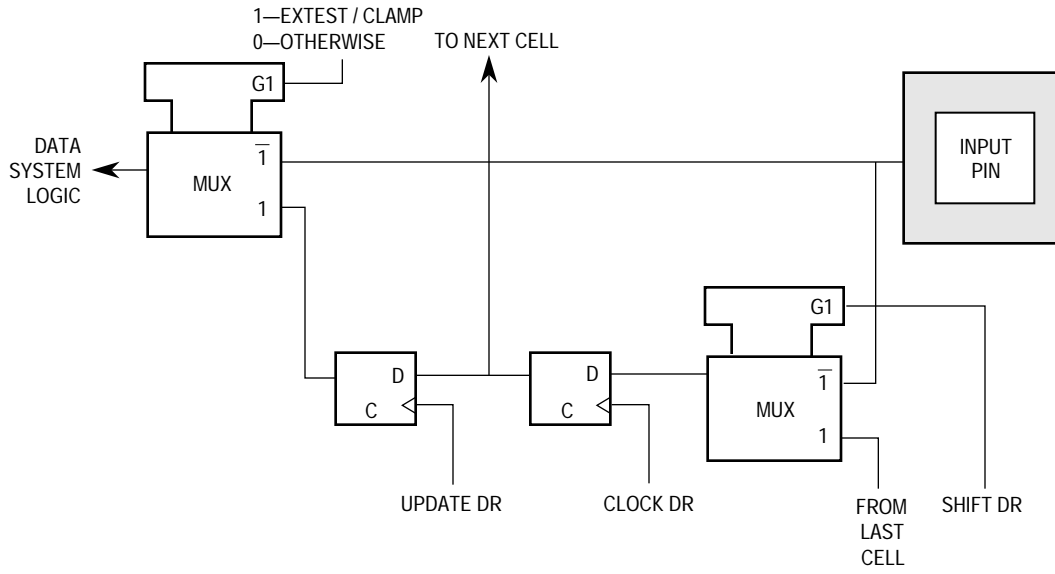 1—EXTEST / CLAMP
0—OTHERWISE
TO NEXT CELL
G1
DATA
SYSTEM
LOGIC
1
MUX
1
INPUT
PIN
G1
D
C
D
C
1
MUX
1
UPDATE DR
CLOCK DR
FROM
LAST
CELL
SHIFT DR